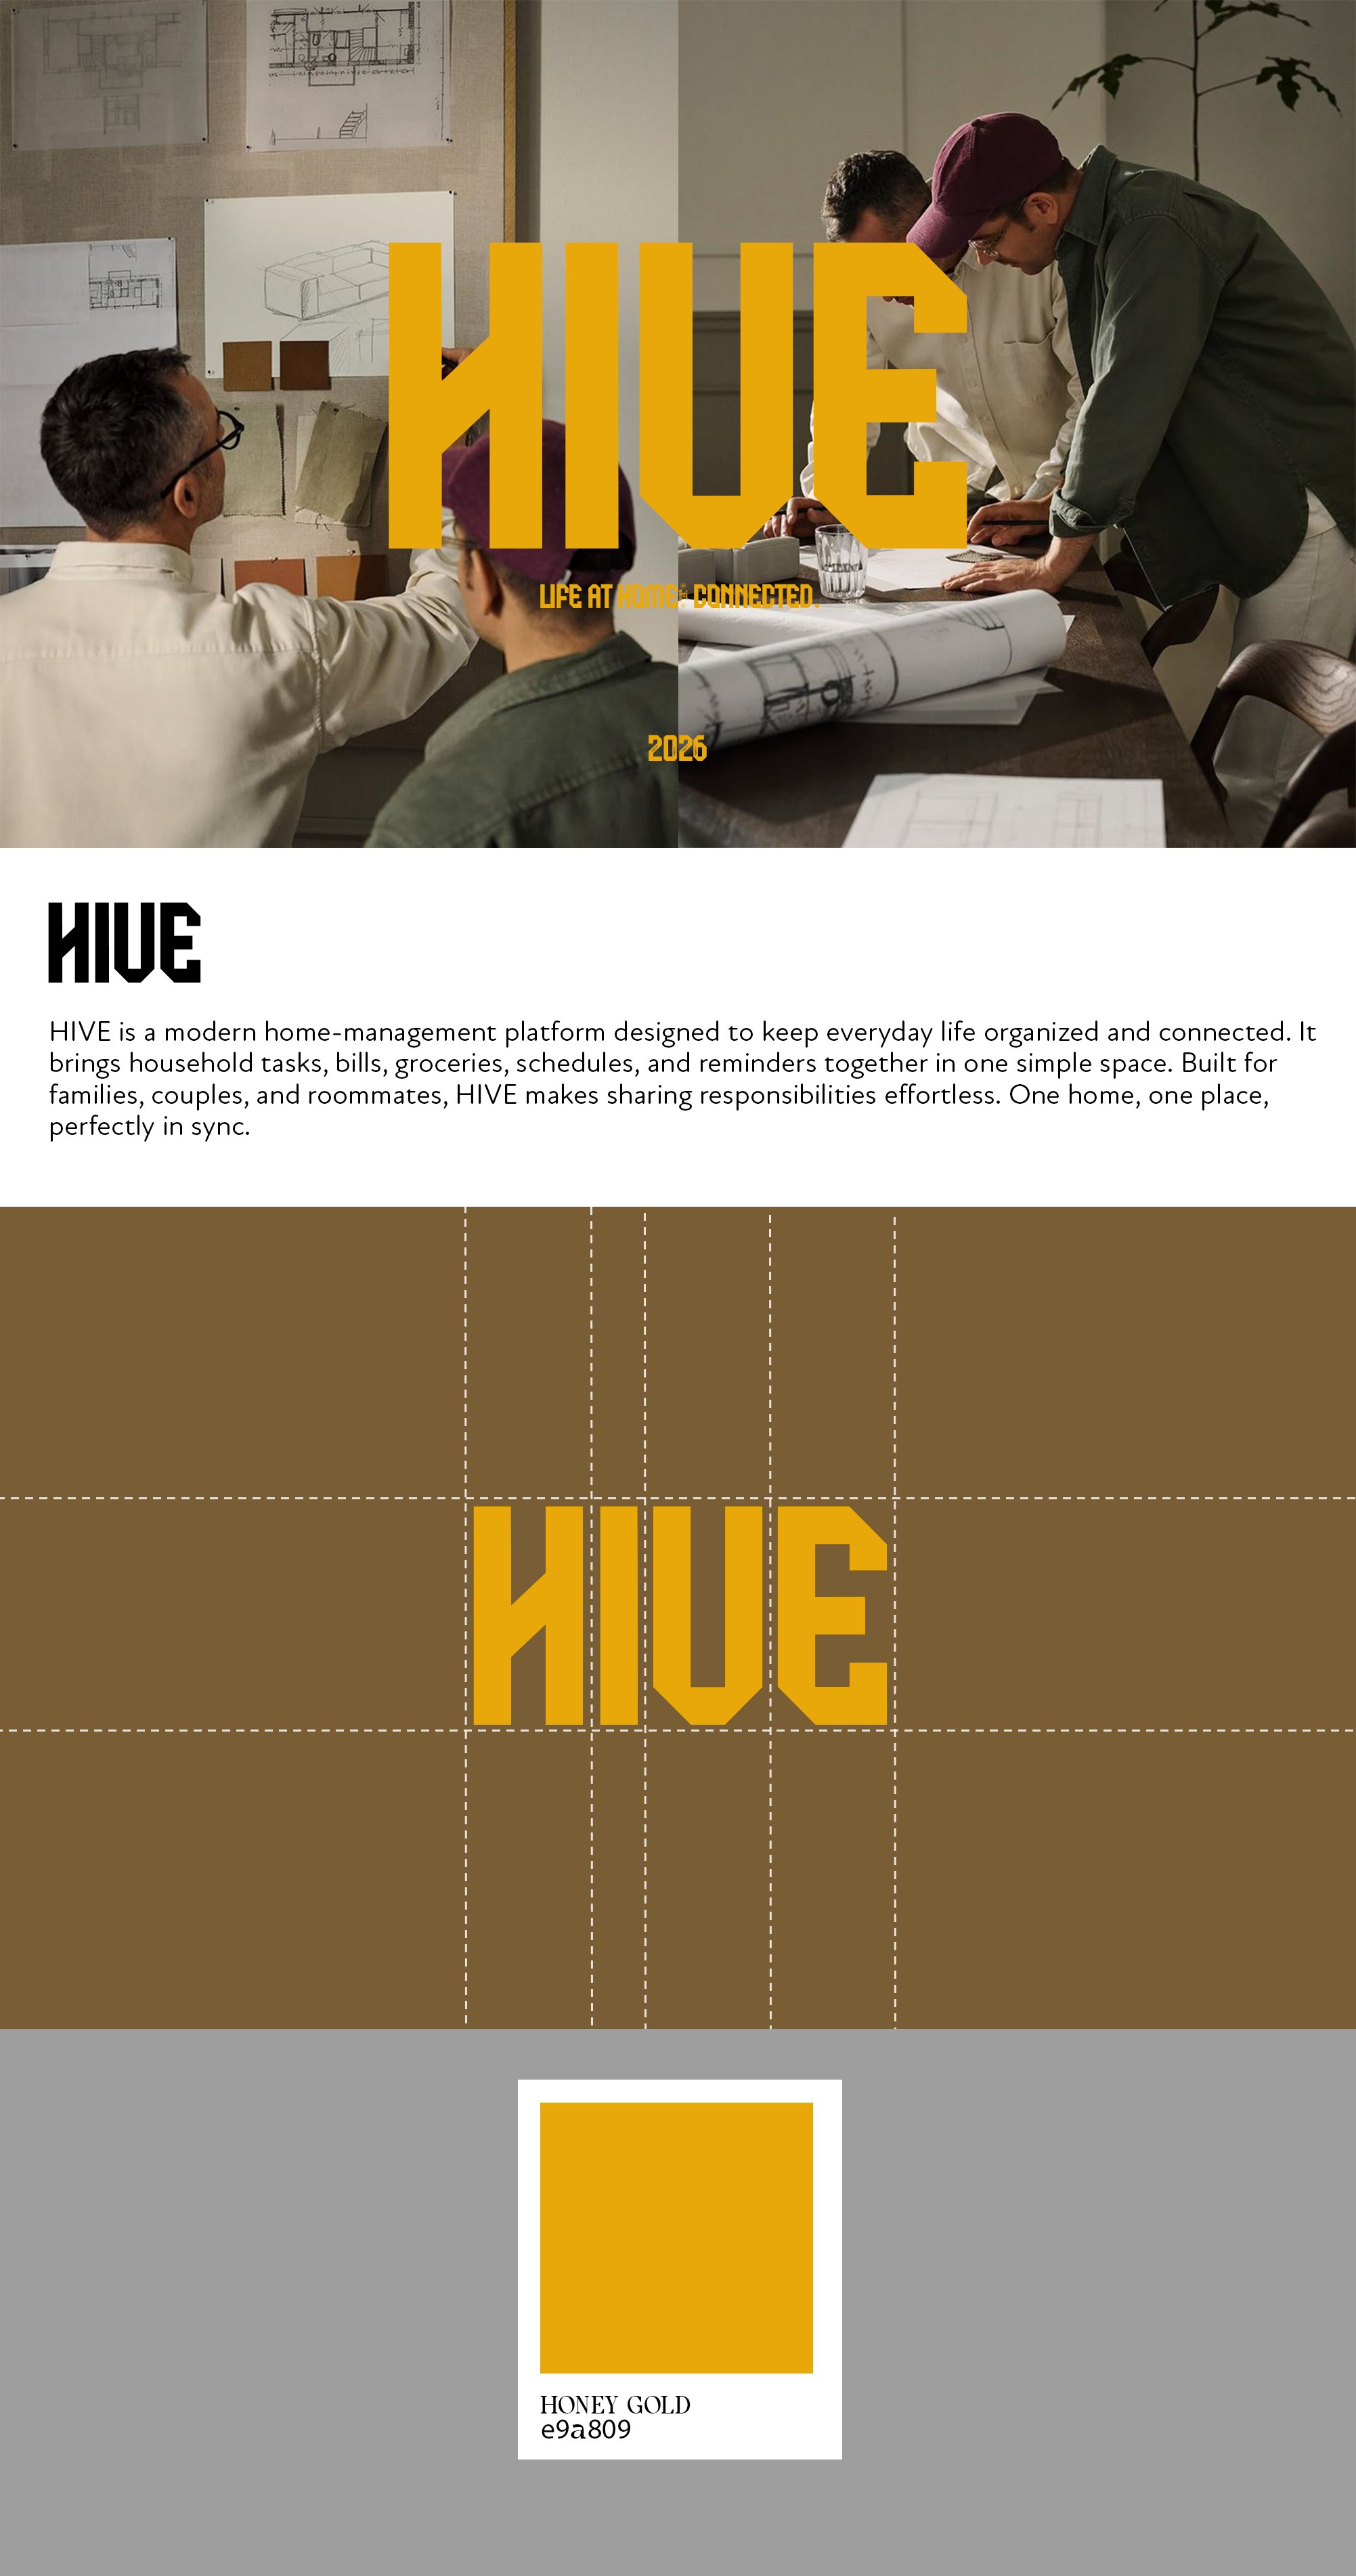 HIVE
LIFE AT HOME, CONNECTED.
2026
HIVE
HIVE is a modern home-management platform designed to keep everyday life organized and connected. It
brings household tasks, bills, groceries, schedules, and reminders together in one simple space. Built for
families, couples, and roommates, HIVE makes sharing responsibilities effortless. One home, one place,
perfectly in sync.
HIVE
HONEY GOLD
e9a809